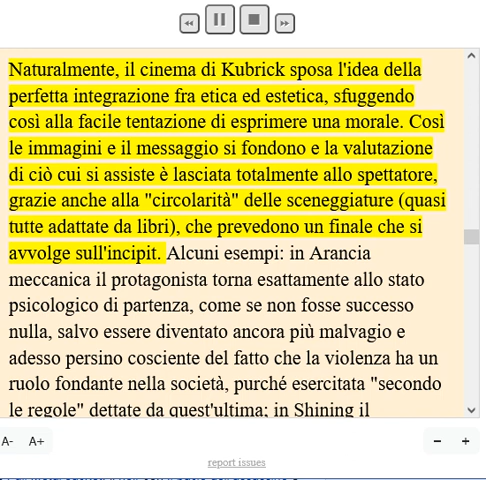 Naturalmente, il cinema di Kubrick sposa l'idea della
perfetta integrazione fra etica ed estetica, sfuggendo
così alla facile tentazione di esprimere una morale. Così
le immagini e il messaggio si fondono e la valutazione
di ciò cui si assiste è lasciata totalmente allo spettatore,
grazie anche alla "circolarità" delle sceneggiature (quasi
tutte adattate da libri), che prevedono un finale che si
avvolge sull'incipit. Alcuni esempi: in Arancia
meccanica il protagonista torna esattamente allo stato
psicologico di partenza, come se non fosse successo
nulla, salvo essere diventato ancora più malvagio e
adesso persino cosciente del fatto che la violenza ha un
ruolo fondante nella società, purché esercitata "secondo
le regole" dettate da quest'ultima; in Shining il
A- A+ − +
report issues